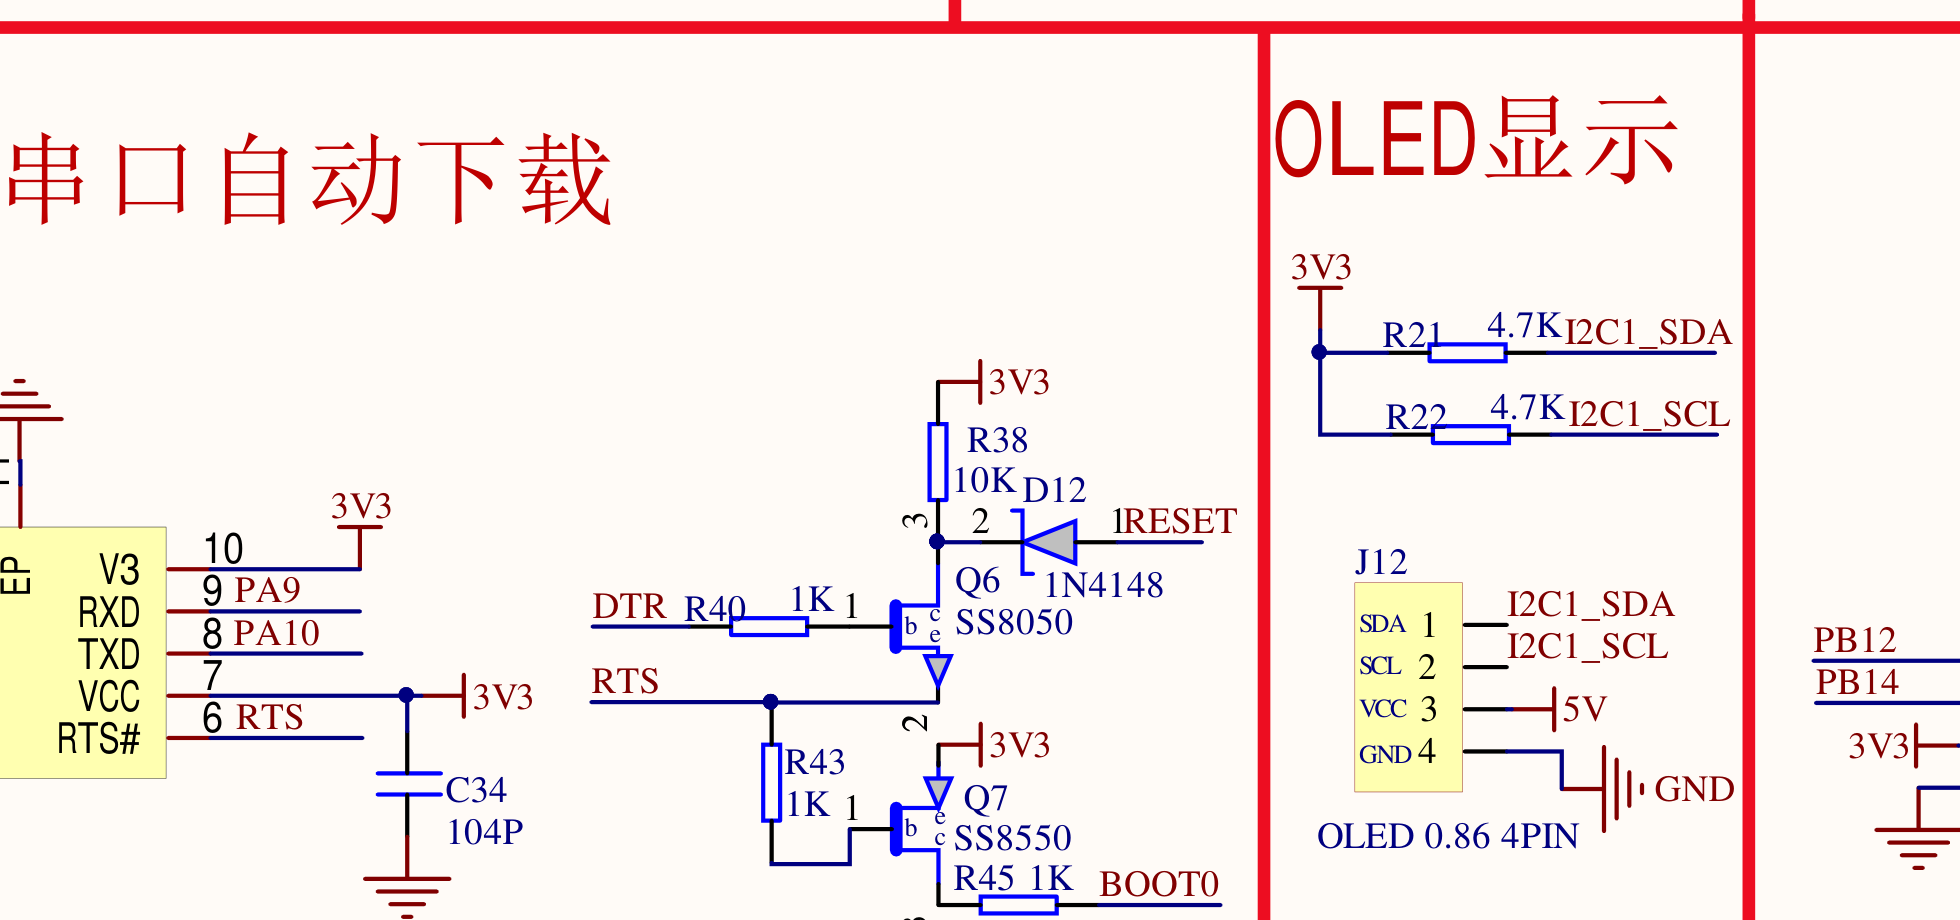 串口自动下载
OLED显示
3V3
R21 4.7K I2C1_SDA
R22 4.7K I2C1_SCL
3V3
R38
10K
D12
3
2
1
RESET
1N4148
3V3
EP
V3 10
RXD 9 PA9
TXD 8 PA10
VCC 7 3V3
RTS# 6 RTS
C34
104P
DTR R40 1K 1
Q6
SS8050
b
c
e
RTS
2
3V3
R43
1K
1
Q7
SS8550
b
e
c
R45 1K BOOT0
J12
SDA 1 I2C1_SDA
SCL 2 I2C1_SCL
VCC 3 5V
GND 4 GND
OLED 0.86 4PIN
PB12
PB14
3V3